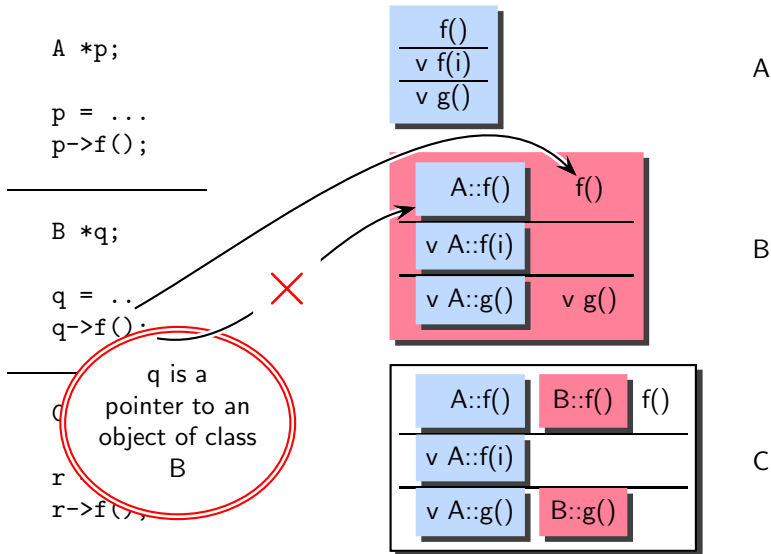 A *p;
p = ...
p->f();
B *q;
q = ..
q->f();
q is a
pointer to an
object of class
B
r
r->f();
f()
v f(i)
v g()
A
A::f() f()
v A::f(i)
v A::g() v g()
B
A::f() B::f() f()
v A::f(i)
v A::g() B::g()
C